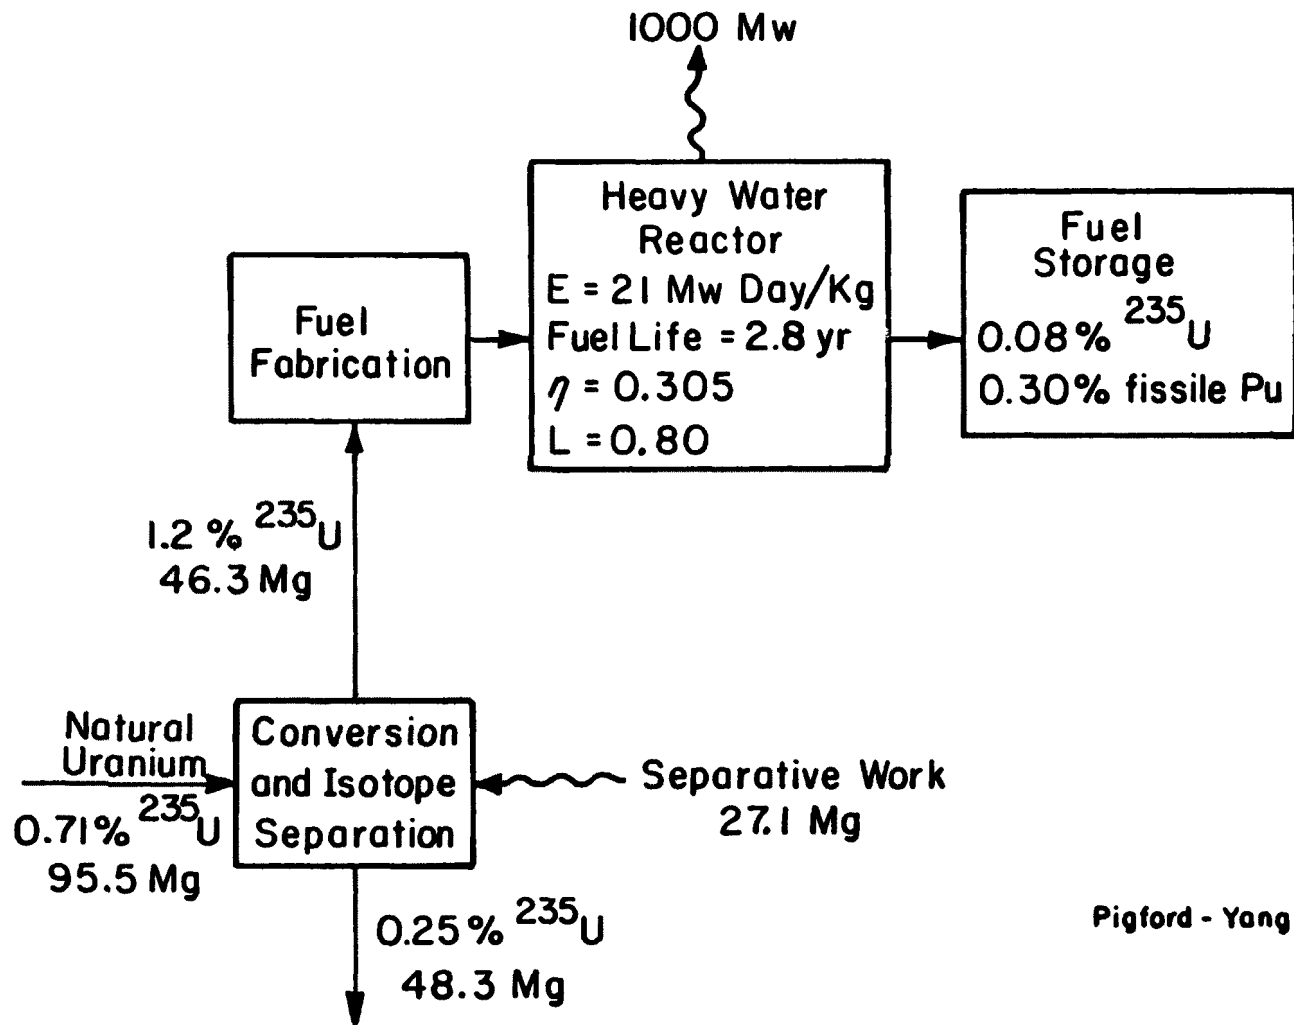 1000 Mw
Heavy Water
Reactor
E = 21 Mw Day/Kg
Fuel Life = 2.8 yr
η = 0.305
L = 0.80
Fuel
Storage
0.08% ²³⁵U
0.30% fissile Pu
Fuel
Fabrication
1.2 % ²³⁵U
46.3 Mg
Natural
Uranium
0.71% ²³⁵U
95.5 Mg
Conversion
and Isotope
Separation
Separative Work
27.1 Mg
0.25% ²³⁵U
48.3 Mg
Pigford - Yang